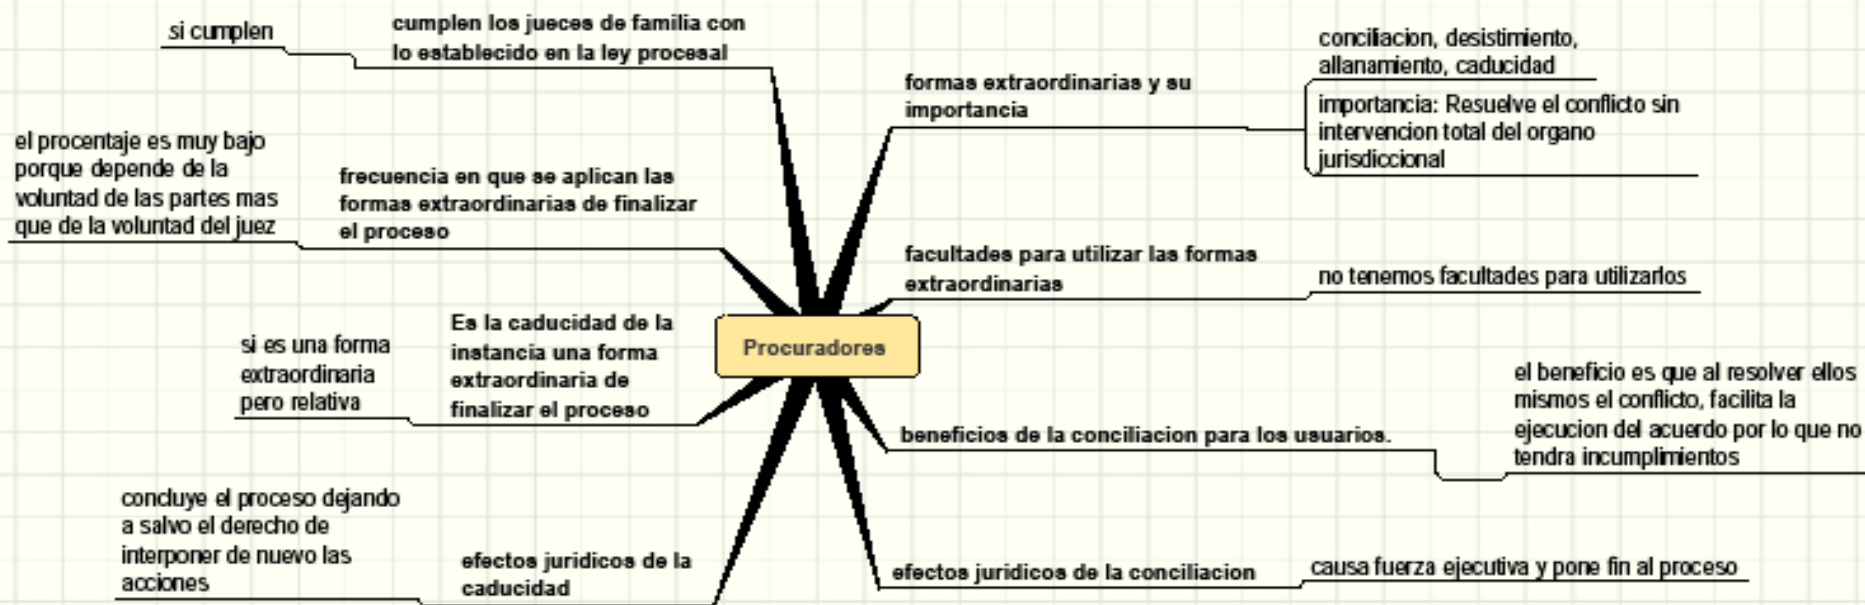 si cumplen
cumplen los jueces de familia con
lo establecido en la ley procesal
el procentaje es muy bajo
porque depende de la
voluntad de las partes mas
que de la voluntad del juez
frecuencia en que se aplican las
formas extraordinarias de finalizar
el proceso
si es una forma
extraordinaria
pero relativa
Es la caducidad de la
instancia una forma
extraordinaria de
finalizar el proceso
concluye el proceso dejando
a salvo el derecho de
interponer de nuevo las
acciones
efectos juridicos de la
caducidad
Procuradores
formas extraordinarias y su
importancia
conciliacion, desistimiento,
allanamiento, caducidad
importancia: Resuelve el conflicto sin
intervencion total del organo
jurisdiccional
facultades para utilizar las formas
extraordinarias
no tenemos facultades para utilizarlos
beneficios de la conciliacion para los usuarios.
el beneficio es que al resolver ellos
mismos el conflicto, facilita la
ejecucion del acuerdo por lo que no
tendra incumplimientos
efectos juridicos de la conciliacion
causa fuerza ejecutiva y pone fin al proceso